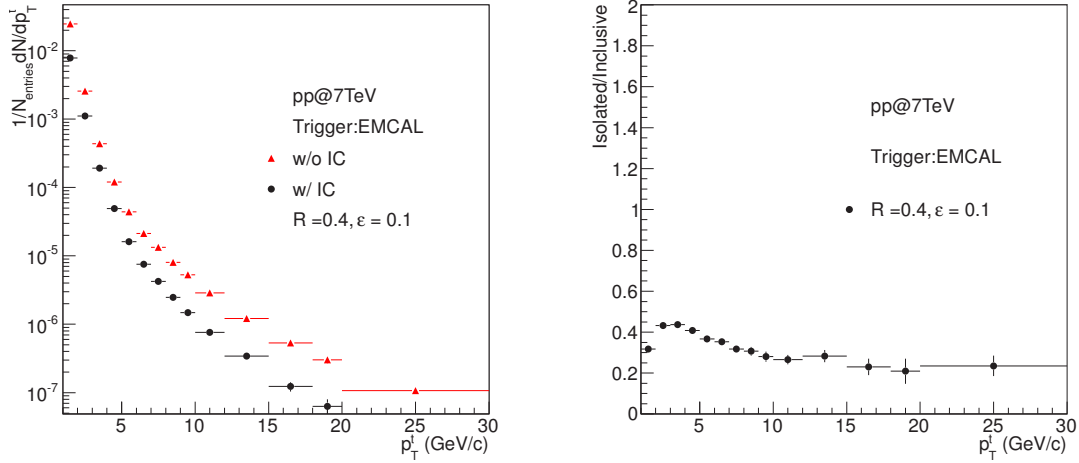 1/N_entries dN/dp_T^t
10^-2
10^-3
10^-4
10^-5
10^-6
10^-7
pp@7TeV
Trigger:EMCAL
w/o IC
w/ IC
R =0.4, ε = 0.1
5 10 15 20 25 30
p_T^t (GeV/c)
Isolated/Inclusive
2
1.8
1.6
1.4
1.2
1
0.8
0.6
0.4
0.2
0
pp@7TeV
Trigger:EMCAL
R =0.4, ε = 0.1
5 10 15 20 25 30
p_T^t (GeV/c)